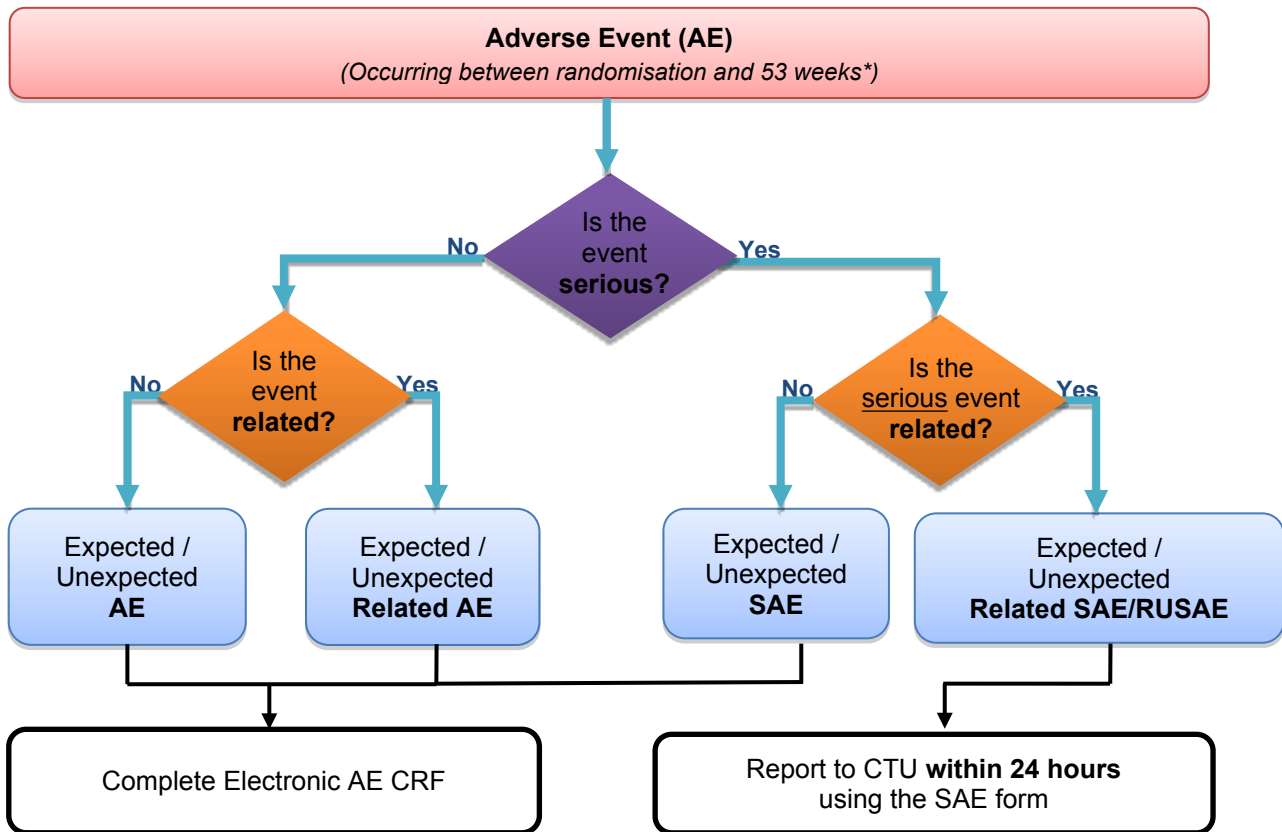 Adverse Event (AE)
(Occurring between randomisation and 53 weeks*)
Is the
event
serious?
No
Yes
Is the
event
related?
No
Yes
Is the
serious event
related?
No
Yes
Expected /
Unexpected
AE
Expected /
Unexpected
Related AE
Expected /
Unexpected
SAE
Expected /
Unexpected
Related SAE/RUSAE
Complete Electronic AE CRF
Report to CTU within 24 hours
using the SAE form